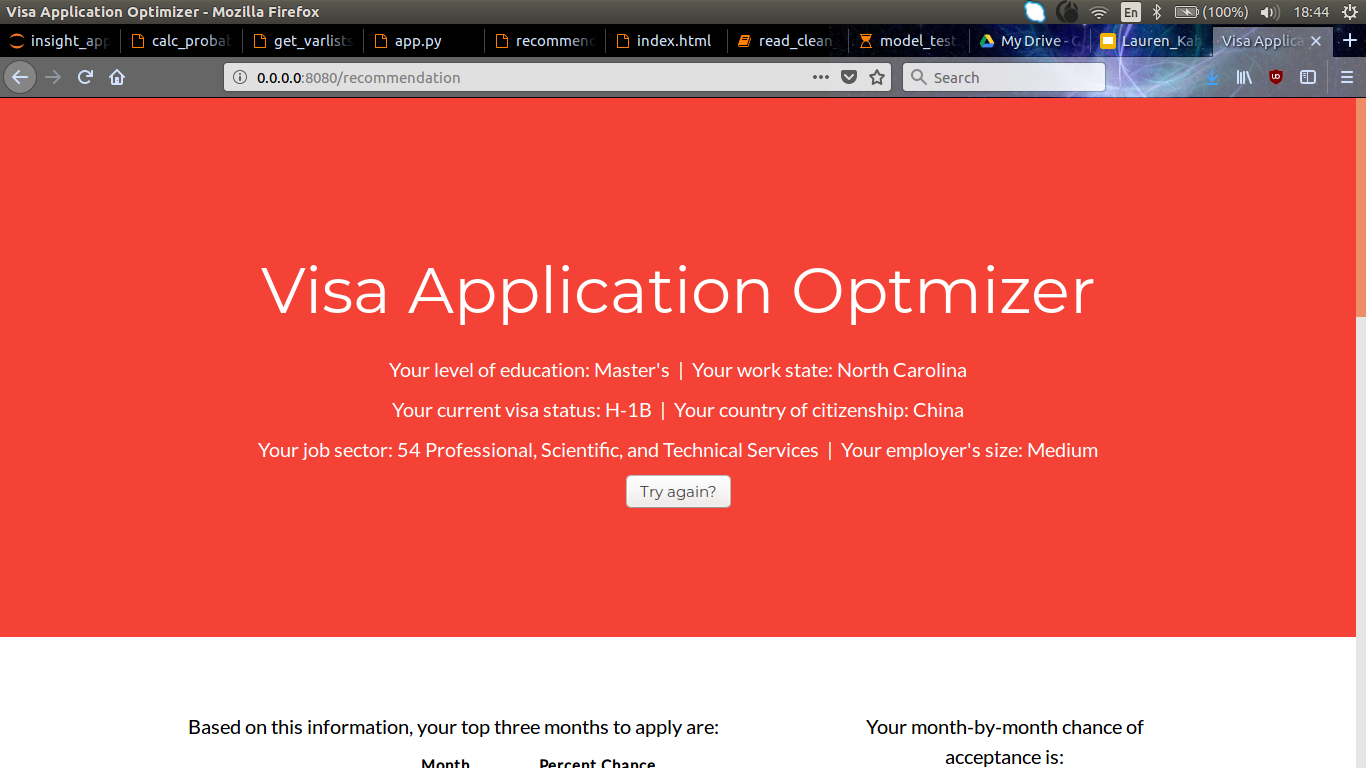 Visa Application Optimizer - Mozilla Firefox
En
(100%)
18:44
insight_app
calc_probat
get_varlists
app.py
recommend
index.html
read_clean_
model_test
My Drive - C
Lauren_Kah
Visa Applica
0.0.0.0:8080/recommendation
Search
Visa Application Optmizer
Your level of education: Master's | Your work state: North Carolina
Your current visa status: H-1B | Your country of citizenship: China
Your job sector: 54 Professional, Scientific, and Technical Services | Your employer's size: Medium
Try again?
Based on this information, your top three months to apply are:
Month Percent Chance
Your month-by-month chance of
acceptance is: